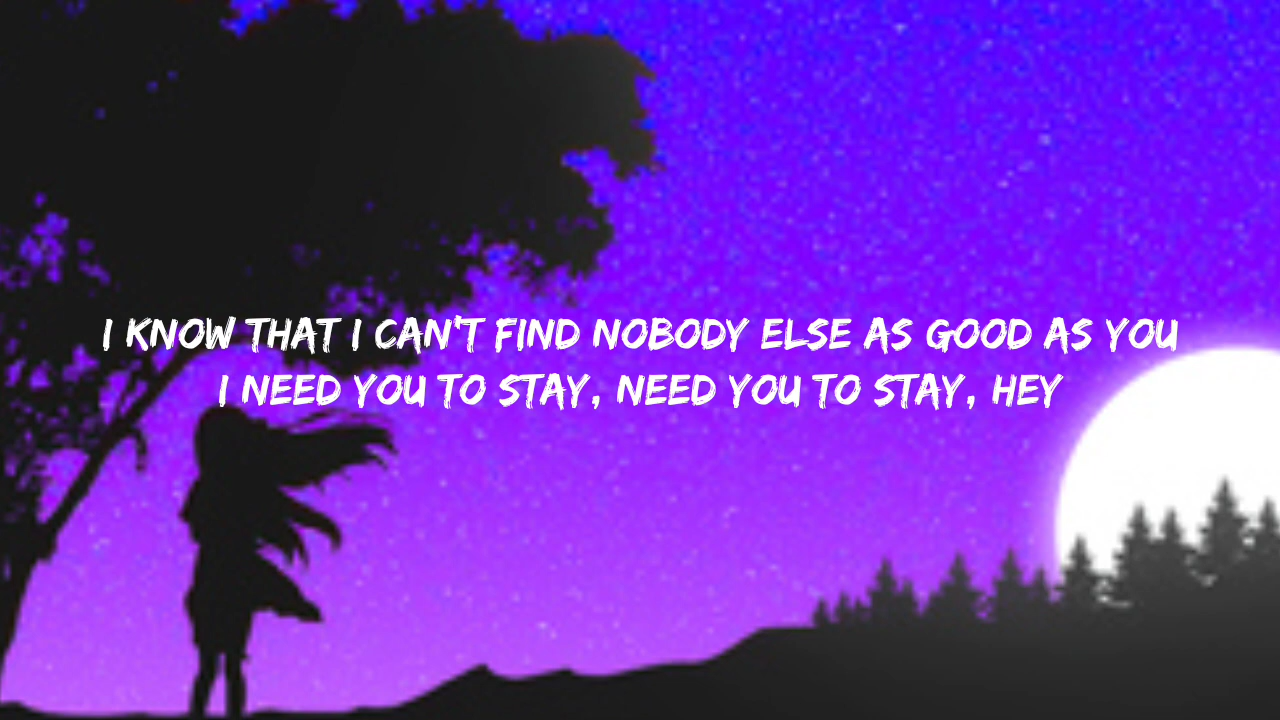 I KNOW THAT I CAN'T FIND NOBODY ELSE AS GOOD AS YOU
I NEED YOU TO STAY, NEED YOU TO STAY, HEY